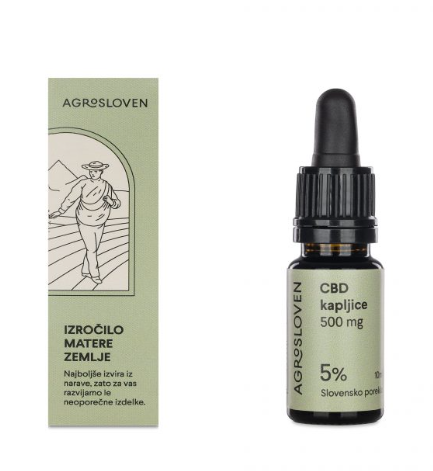 AGROSLOVEN
IZROČILO
MATERE
ZEMLJE
Najboljše izvira iz
narave, zato za vas
razvijamo le
neoporečne izdelke.
AGROSLOVEN
CBD
kapljice
500 mg
5%
Slovensko